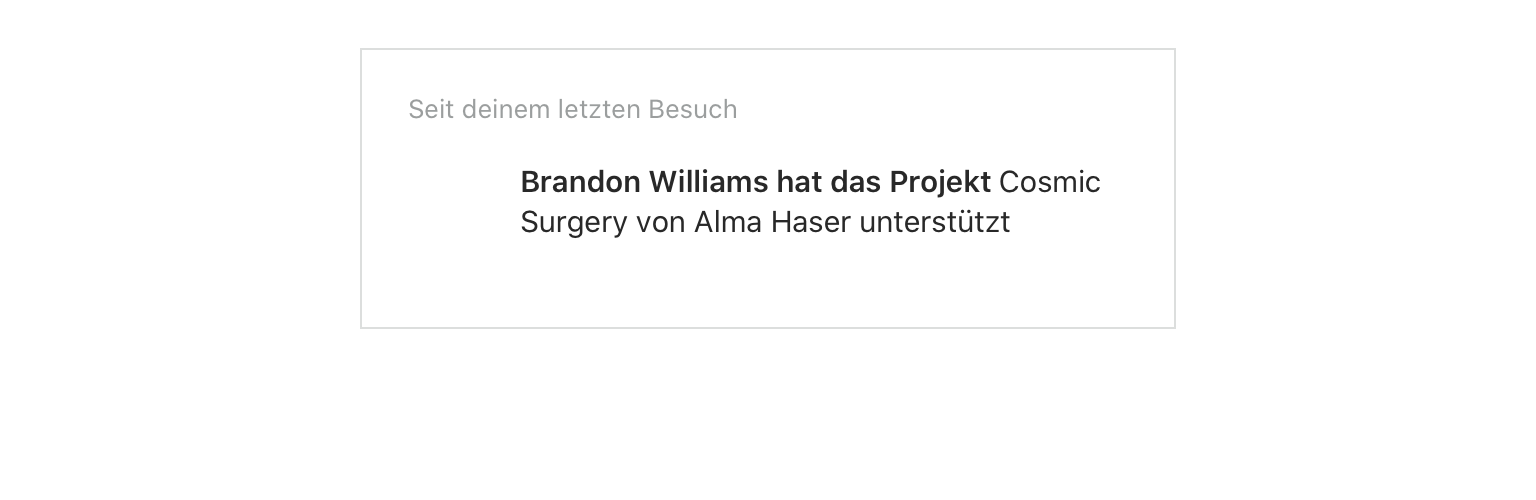 Seit deinem letzten Besuch
Brandon Williams hat das Projekt Cosmic
Surgery von Alma Haser unterstützt